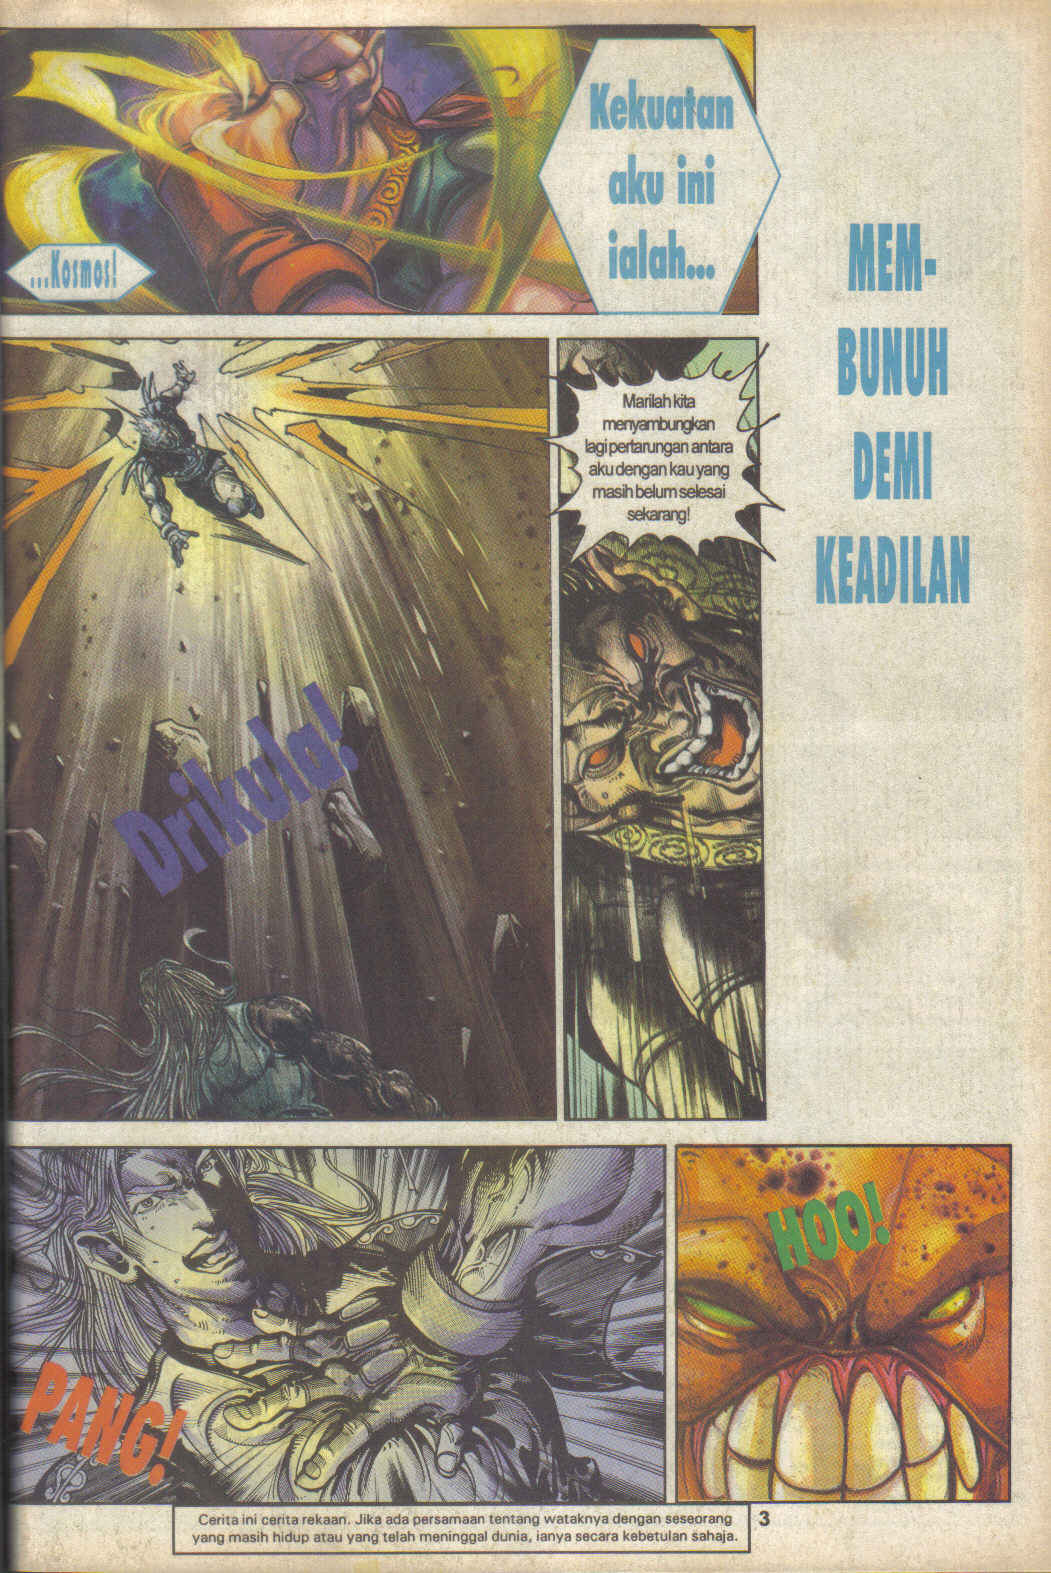 Kekuatan
aku ini
ialah...
...Kosmos!
MEM-
BUNUH
DEMI
KEADILAN
Marilah kita
menyambungkan
lagi pertarungan antara
aku dengan kau yang
masih belum selesai
sekarang!
Drikula!
PANG!
HOO!
Cerita ini cerita rekaan. Jika ada persamaan tentang wataknya dengan seseorang
yang masih hidup atau yang telah meninggal dunia, ianya secara kebetulan sahaja.
3